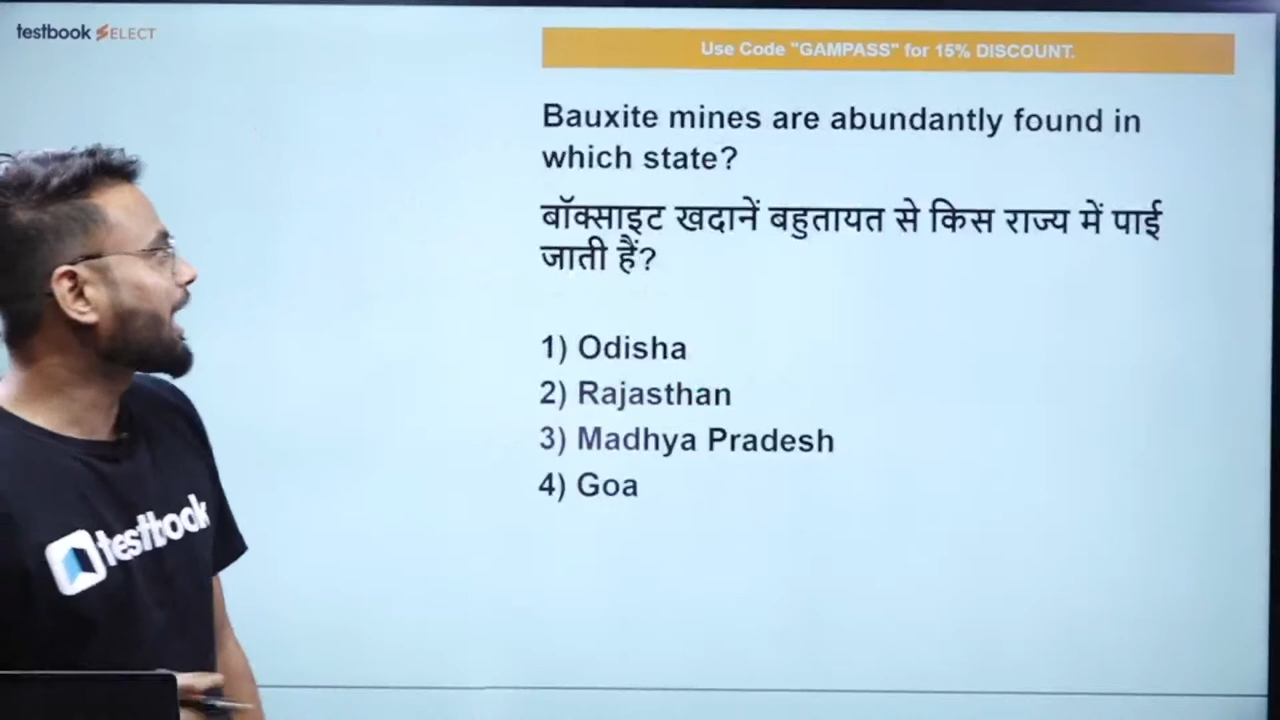 testbook SELECT
Use Code "GAMPASS" for 15% DISCOUNT.
Bauxite mines are abundantly found in
which state?
बॉक्साइट खदानें बहुतायत से किस राज्य में पाई
जाती हैं?
1) Odisha
2) Rajasthan
3) Madhya Pradesh
4) Goa
testbook